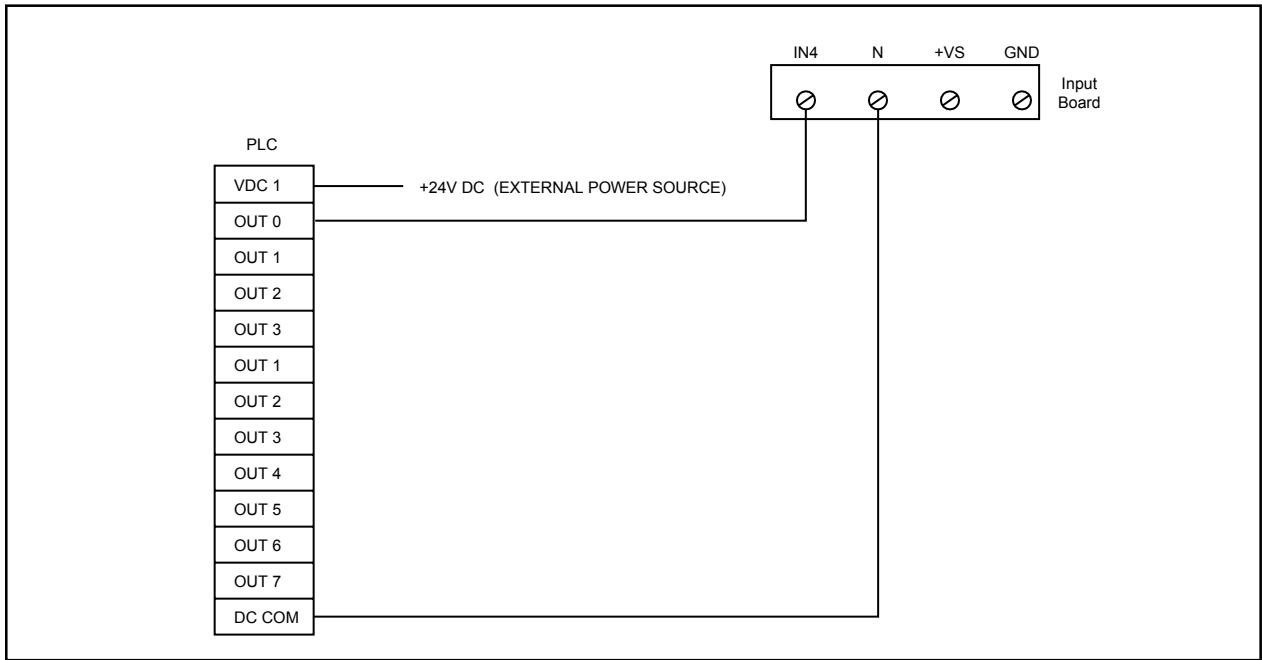 IN4 N +VS GND
Input
Board
PLC
VDC 1
+24V DC (EXTERNAL POWER SOURCE)
OUT 0
OUT 1
OUT 2
OUT 3
OUT 1
OUT 2
OUT 3
OUT 4
OUT 5
OUT 6
OUT 7
DC COM